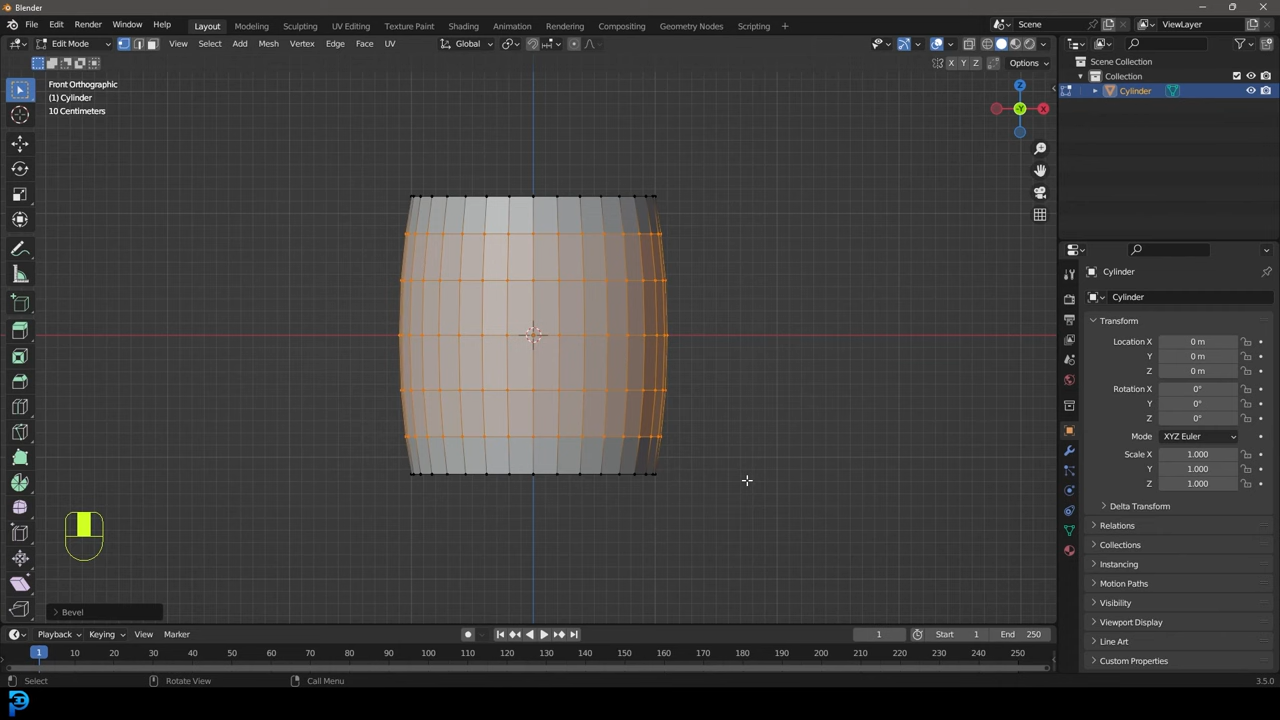 Blender
File Edit Render Window Help Layout Modeling Sculpting UV Editing Texture Paint Shading Animation Rendering Compositing Geometry Nodes Scripting + Scene ViewLayer
Edit Mode View Select Add Mesh Vertex Edge Face UV Global
X Y Z Options
Front Orthographic
(1) Cylinder
10 Centimeters
Z
-Y
X
Bevel
Scene Collection
Collection
Cylinder
Cylinder
Cylinder
Transform
Location X 0 m
Y 0 m
Z 0 m
Rotation X 0°
Y 0°
Z 0°
Mode XYZ Euler
Scale X 1.000
Y 1.000
Z 1.000
Delta Transform
Relations
Collections
Instancing
Motion Paths
Visibility
Viewport Display
Line Art
Custom Properties
Playback Keying View Marker 1 Start 1 End 250
1 10 20 30 40 50 60 70 80 90 100 110 120 130 140 150 160 170 180 190 200 210 220 230 240 250
Select Rotate View Call Menu 3.5.0